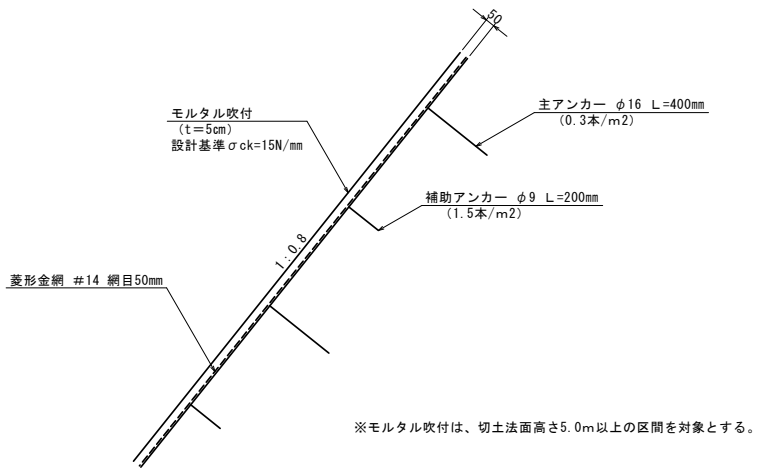 50
モルタル吹付
（t＝5cm）
設計基準σck=15N/mm
主アンカー φ16 L=400mm
（0.3本/m2）
補助アンカー φ9 L=200mm
（1.5本/m2）
1:0.8
菱形金網 #14 網目50mm
※モルタル吹付は、切土法面高さ5.0m以上の区間を対象とする。